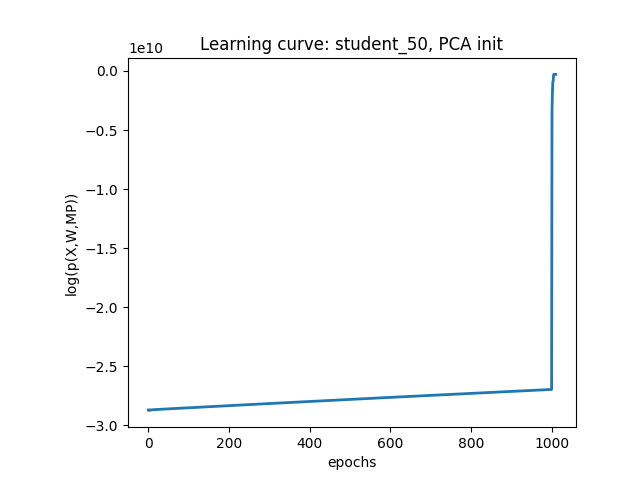 Learning curve: student_50, PCA init
1e10
0.0
−0.5
−1.0
−1.5
−2.0
−2.5
−3.0
log(p(X,W,MP))
0 200 400 600 800 1000
epochs